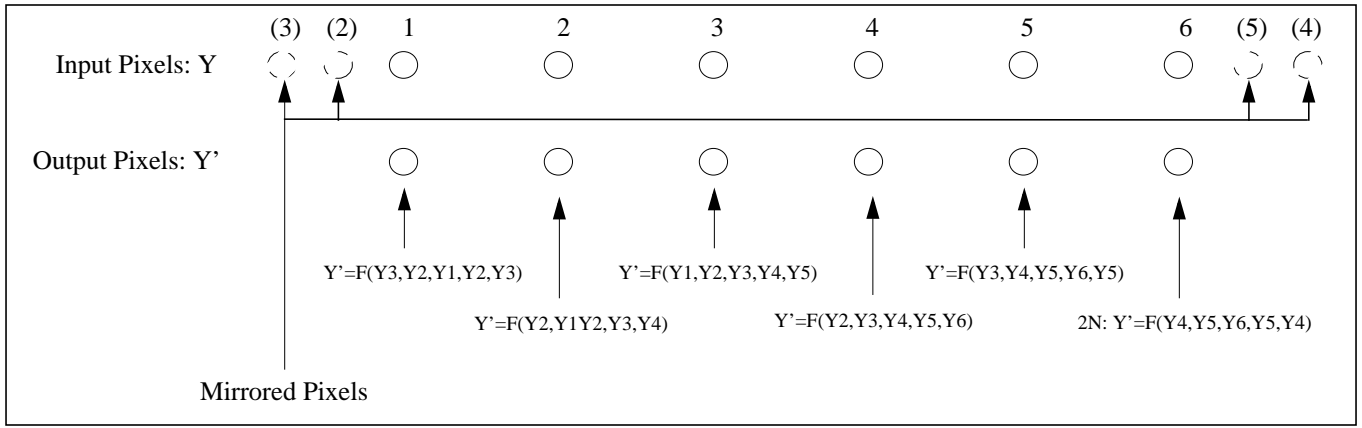 (3) (2) 1 2 3 4 5 6 (5) (4)
Input Pixels: Y
Output Pixels: Y’
Y’=F(Y3,Y2,Y1,Y2,Y3) Y’=F(Y1,Y2,Y3,Y4,Y5) Y’=F(Y3,Y4,Y5,Y6,Y5)
Y’=F(Y2,Y1Y2,Y3,Y4) Y’=F(Y2,Y3,Y4,Y5,Y6) 2N: Y’=F(Y4,Y5,Y6,Y5,Y4)
Mirrored Pixels